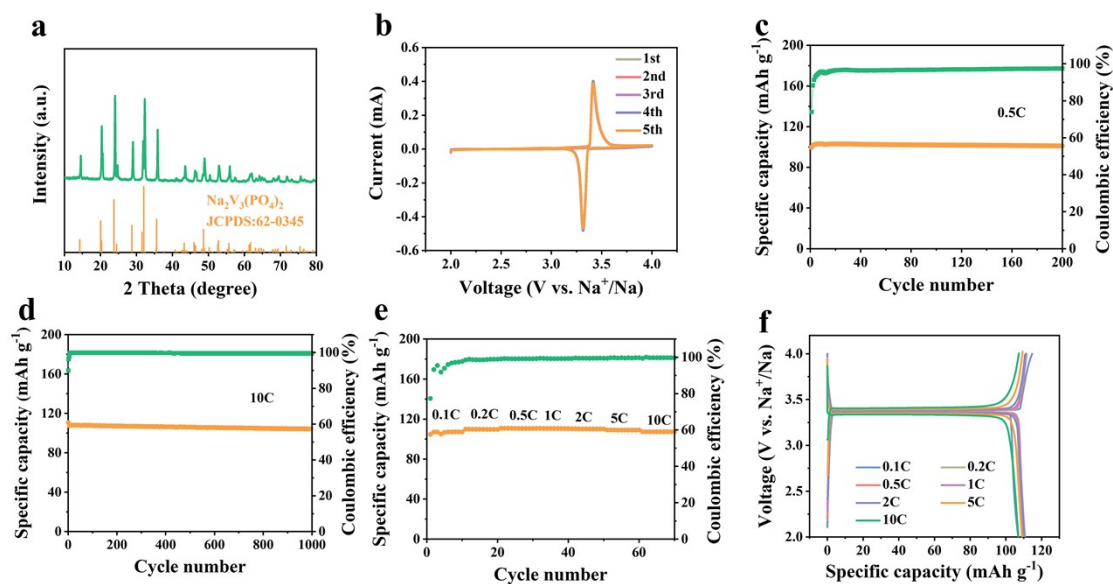 a
Intensity (a.u.)
Na₂V₃(PO₄)₂
JCPDS:62-0345
10 20 30 40 50 60 70 80
2 Theta (degree)
b
Current (mA)
0.6
0.4
0.2
0.0
-0.2
-0.4
-0.6
1st
2nd
3rd
4th
5th
2.0 2.5 3.0 3.5 4.0
Voltage (V vs. Na⁺/Na)
c
Specific capacity (mAh g⁻¹)
200
160
120
80
40
0
0.5C
100
80
60
40
20
0
Coulombic efficiency (%)
0 40 80 120 160 200
Cycle number
d
Specific capacity (mAh g⁻¹)
200
160
120
80
40
0
10C
100
80
60
40
20
0
Coulombic efficiency (%)
0 200 400 600 800 1000
Cycle number
e
Specific capacity (mAh g⁻¹)
200
160
120
80
40
0
0.1C 0.2C 0.5C 1C 2C 5C 10C
100
80
60
40
20
0
Coulombic efficiency (%)
0 20 40 60
Cycle number
f
Voltage (V vs. Na⁺/Na)
4.0
3.5
3.0
2.5
2.0
0.1C 0.2C
0.5C 1C
2C 5C
10C
0 30 60 90 120
Specific capacity (mAh g⁻¹)